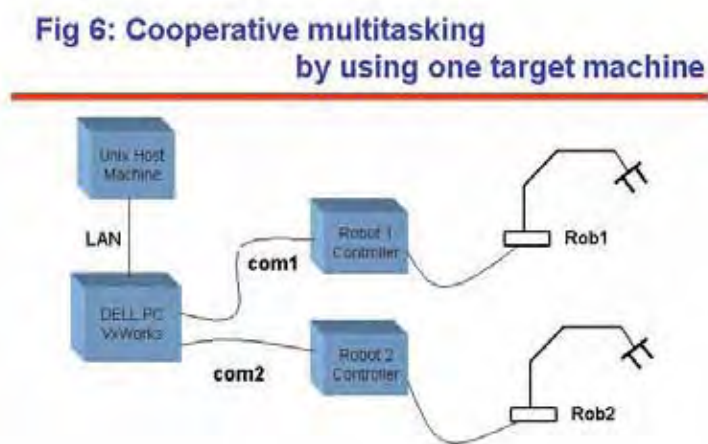 Fig 6: Cooperative multitasking
by using one target machine
Unix Host
Machine
LAN
DELL PC
VxWorks
com1
com2
Robot 1
Controller
Rob1
Robot 2
Controller
Rob2